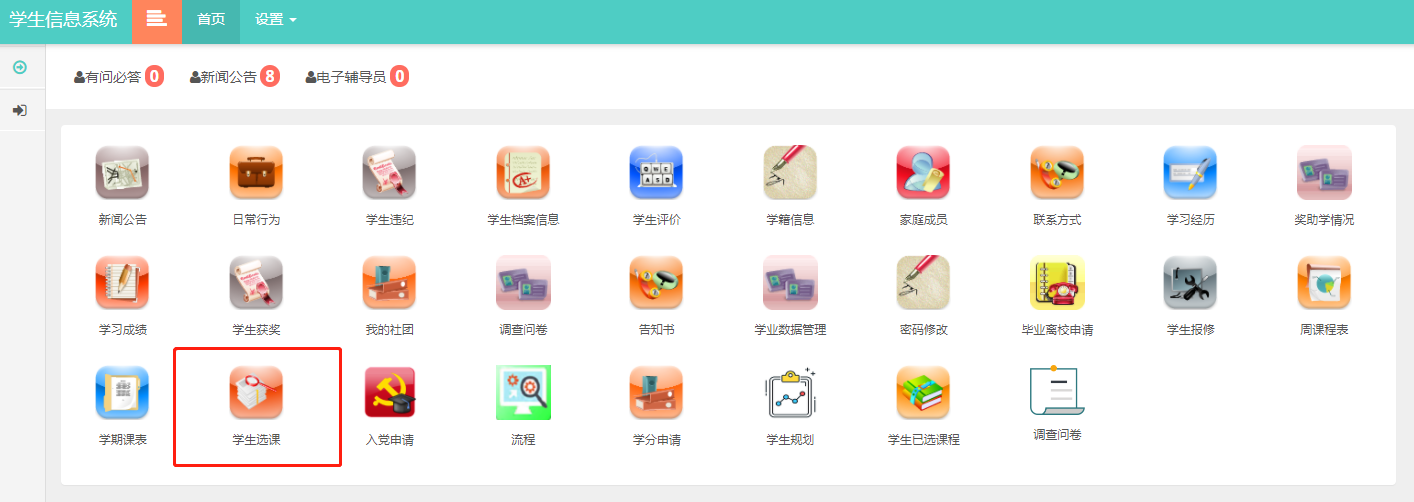 学生信息系统 首页 设置
有问必答 0 新闻公告 8 电子辅导员 0
新闻公告 日常行为 学生违纪 学生档案信息 学生评价 学籍信息 家庭成员 联系方式 学习经历 奖助学情况
学习成绩 学生获奖 我的社团 调查问卷 告知书 学业数据管理 密码修改 毕业离校申请 学生报修 周课程表
学期课表 学生选课 入党申请 流程 学分申请 学生规划 学生已选课程 调查问卷